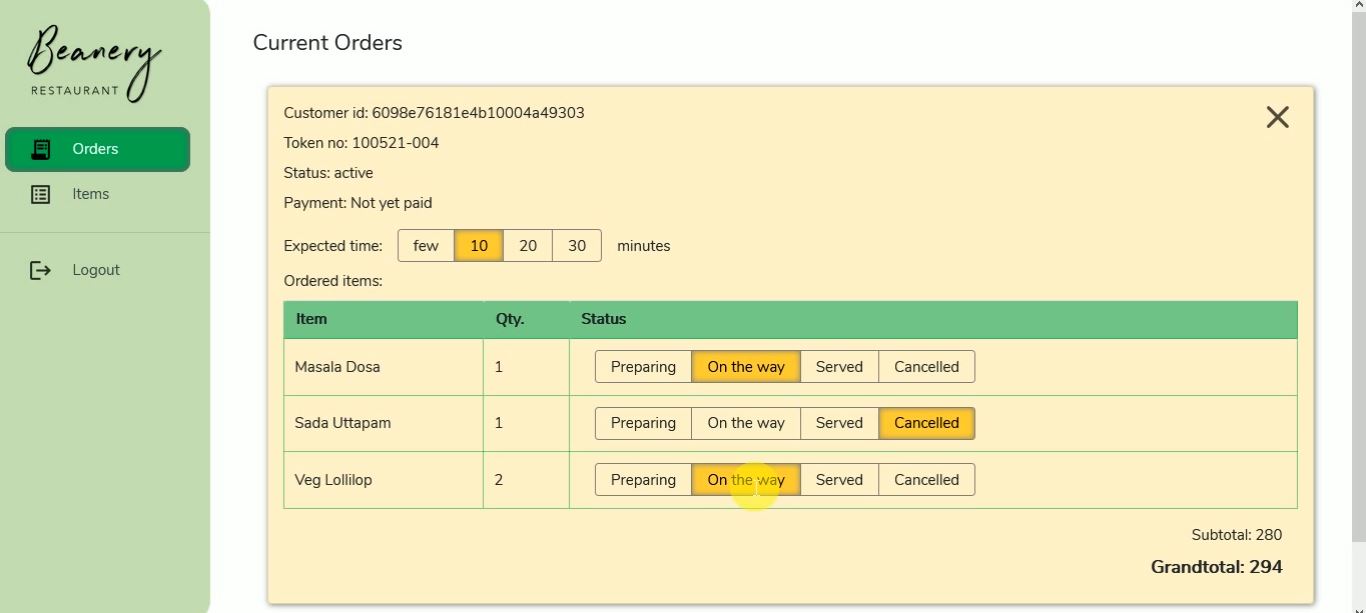 Beanery
RESTAURANT
Orders
Items
Logout
Current Orders
Customer id: 6098e76181e4b10004a49303
Token no: 100521-004
Status: active
Payment: Not yet paid
Expected time: few 10 20 30 minutes
Ordered items:
Item Qty. Status
Masala Dosa 1 Preparing On the way Served Cancelled
Sada Uttapam 1 Preparing On the way Served Cancelled
Veg Lollilop 2 Preparing On the way Served Cancelled
Subtotal: 280
Grandtotal: 294